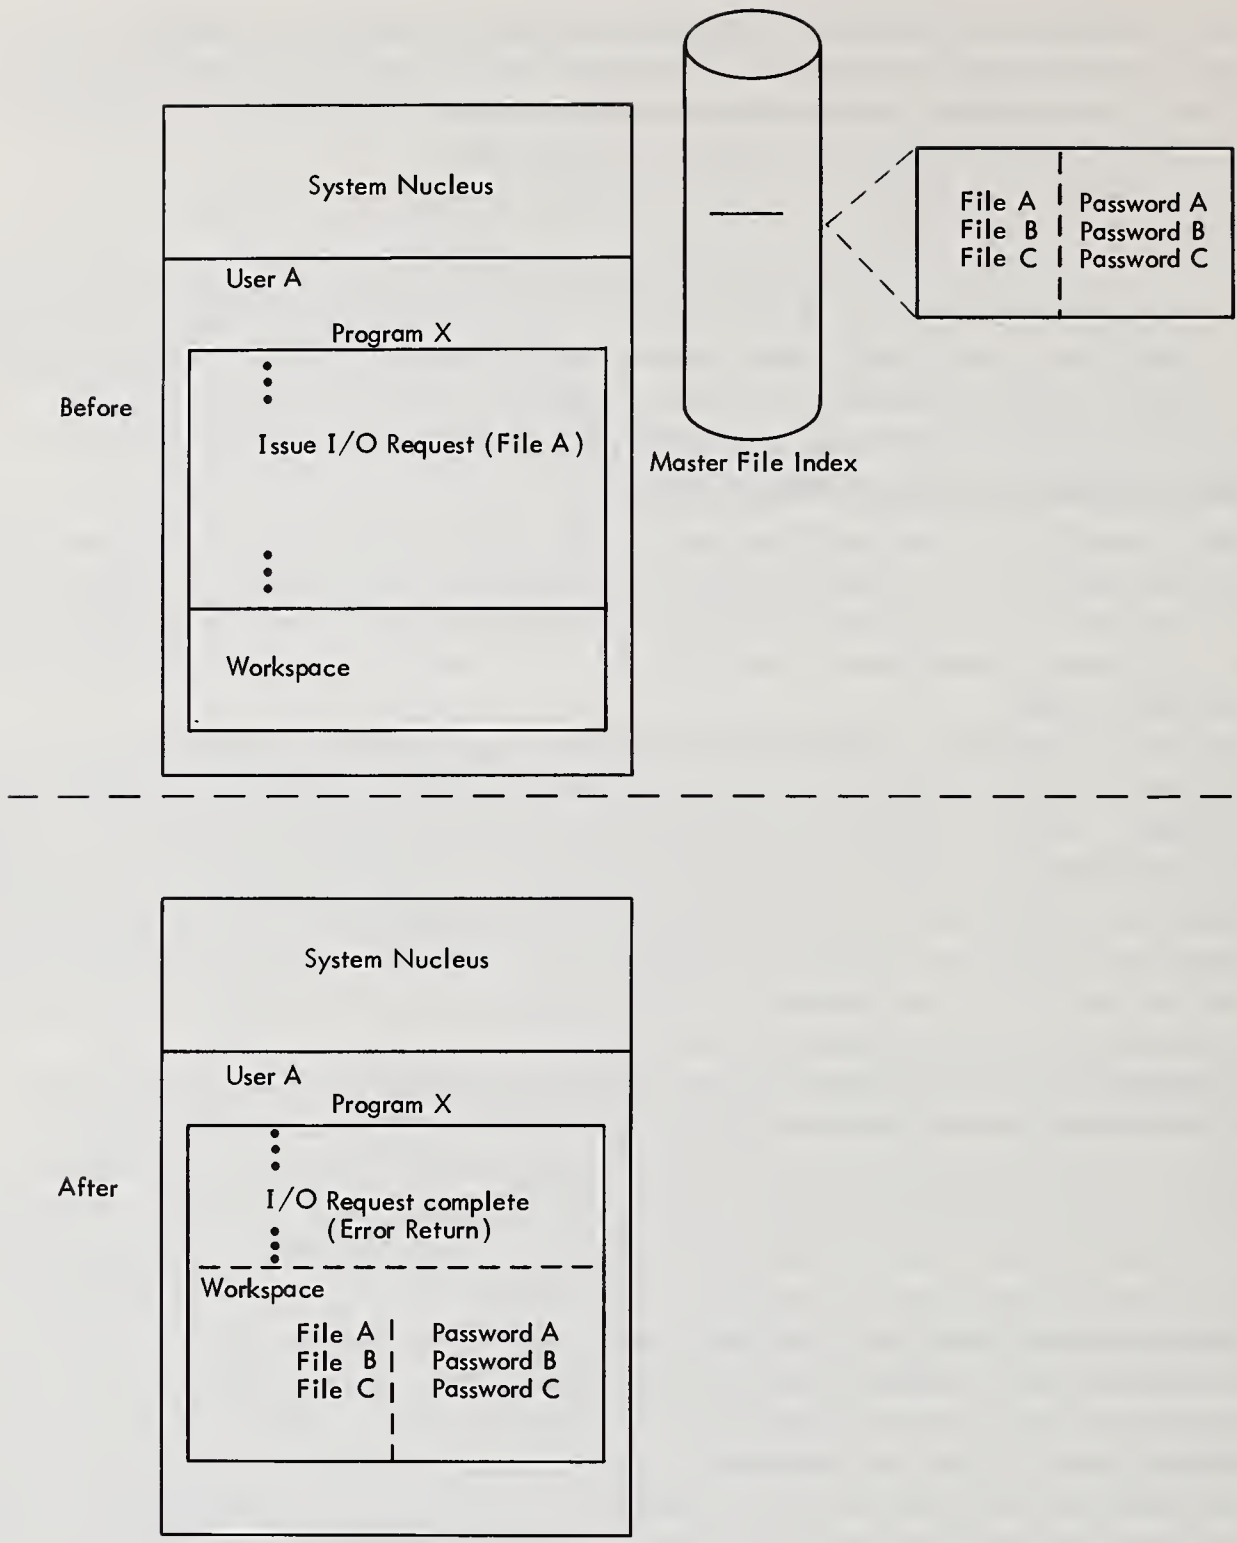 System Nucleus
User A
Program X
Before
Issue I/O Request (File A)
Workspace
Master File Index
File A | Password A
File B | Password B
File C | Password C
System Nucleus
User A
Program X
After
I/O Request complete
(Error Return)
Workspace
File A | Password A
File B | Password B
File C | Password C